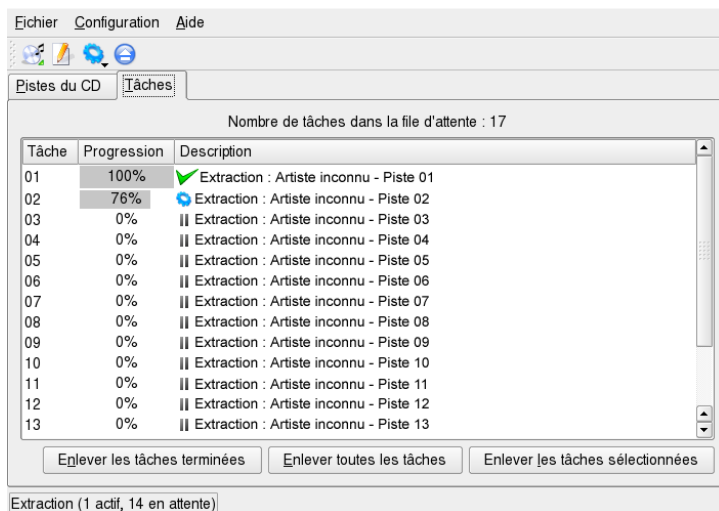 Fichier Configuration Aide
Pistes du CD Tâches
Nombre de tâches dans la file d'attente : 17
Tâche Progression Description
01 100% Extraction : Artiste inconnu - Piste 01
02 76% Extraction : Artiste inconnu - Piste 02
03 0% Extraction : Artiste inconnu - Piste 03
04 0% Extraction : Artiste inconnu - Piste 04
05 0% Extraction : Artiste inconnu - Piste 05
06 0% Extraction : Artiste inconnu - Piste 06
07 0% Extraction : Artiste inconnu - Piste 07
08 0% Extraction : Artiste inconnu - Piste 08
09 0% Extraction : Artiste inconnu - Piste 09
10 0% Extraction : Artiste inconnu - Piste 10
11 0% Extraction : Artiste inconnu - Piste 11
12 0% Extraction : Artiste inconnu - Piste 12
13 0% Extraction : Artiste inconnu - Piste 13
Enlever les tâches terminées Enlever toutes les tâches Enlever les tâches sélectionnées
Extraction (1 actif, 14 en attente)